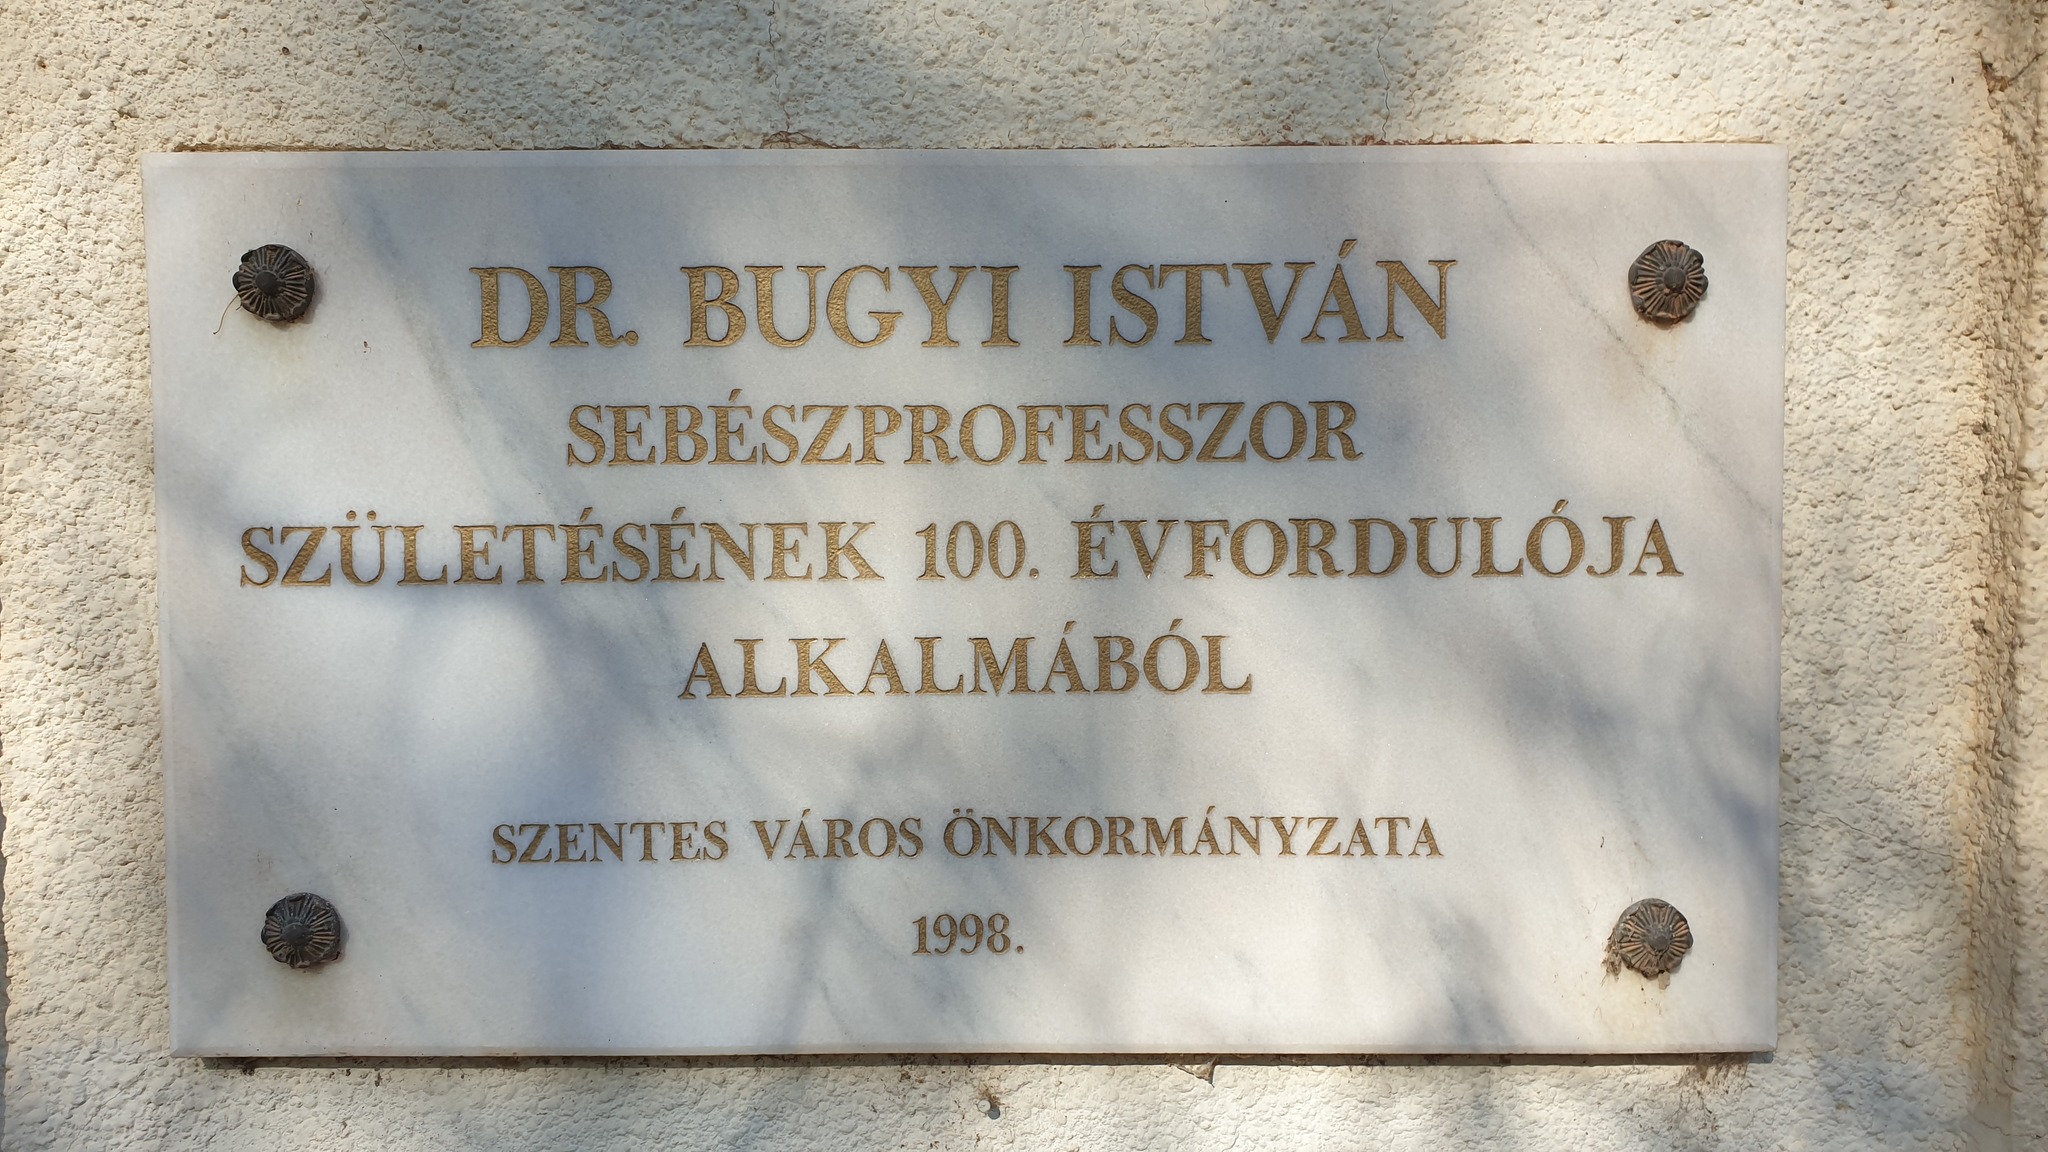 DR. BUGYI ISTVÁN
SEBÉSZPROFESSZOR
SZÜLETÉSÉNEK 100. ÉVFORDULÓJA
ALKALMÁBÓL
SZENTES VÁROS ÖNKORMÁNYZATA
1998.